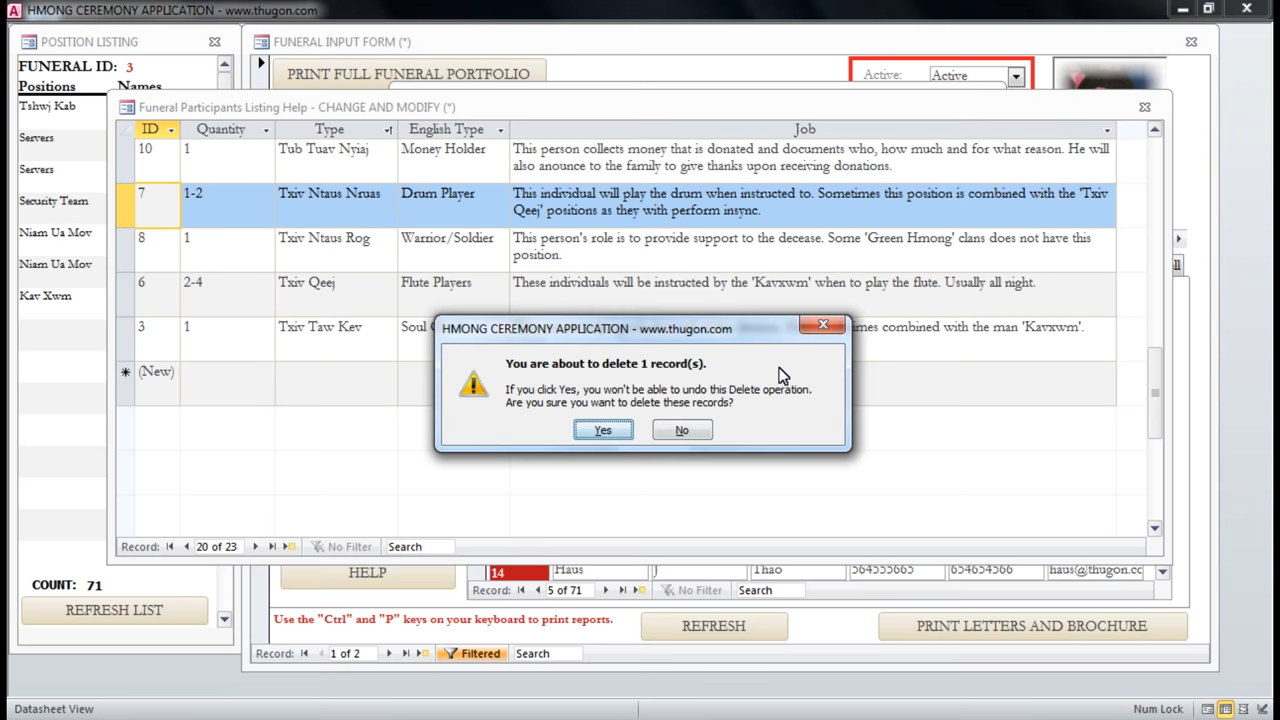 HMONG CEREMONY APPLICATION - www.thugon.com
POSITION LISTING
FUNERAL INPUT FORM (*)
FUNERAL ID: 3
Positions Names
Tshwj Kab
Servers
Servers
Security Team
Niam Ua Mov
Niam Ua Mov
Kav Xwm
COUNT: 71
REFRESH LIST
PRINT FULL FUNERAL PORTFOLIO
Active: Active
Funeral Participants Listing Help - CHANGE AND MODIFY (*)
ID Quantity Type English Type Job
10 1 Tub Tuav Nyiaj Money Holder This person collects money that is donated and documents who, how much and for what reason. He will
also anounce to the family to give thanks upon receiving donations.
7 1-2 Txiv Ntaus Nruas Drum Player This individual will play the drum when instructed to. Sometimes this position is combined with the 'Txiv
Qeej' positions as they with perform insync.
8 1 Txiv Ntaus Rog Warrior/Soldier This person's role is to provide support to the decease. Some 'Green Hmong' clans does not have this
position.
6 2-4 Txiv Qeej Flute Players These individuals will be instructed by the 'Kavxwm' when to play the flute. Usually all night.
3 1 Txiv Taw Kev Soul combined with the man 'Kavxwm'.
(New)
HMONG CEREMONY APPLICATION - www.thugon.com
You are about to delete 1 record(s).
If you click Yes, you won't be able to undo this Delete operation.
Are you sure you want to delete these records?
Yes No
Record: 20 of 23 No Filter Search
HELP
14 Haus J Thao 564555665 654654566 haus@thugon.cc
Record: 5 of 71 No Filter Search
Use the "Ctrl" and "P" keys on your keyboard to print reports.
REFRESH
PRINT LETTERS AND BROCHURE
Record: 1 of 2 Filtered Search
Datasheet View
Num Lock